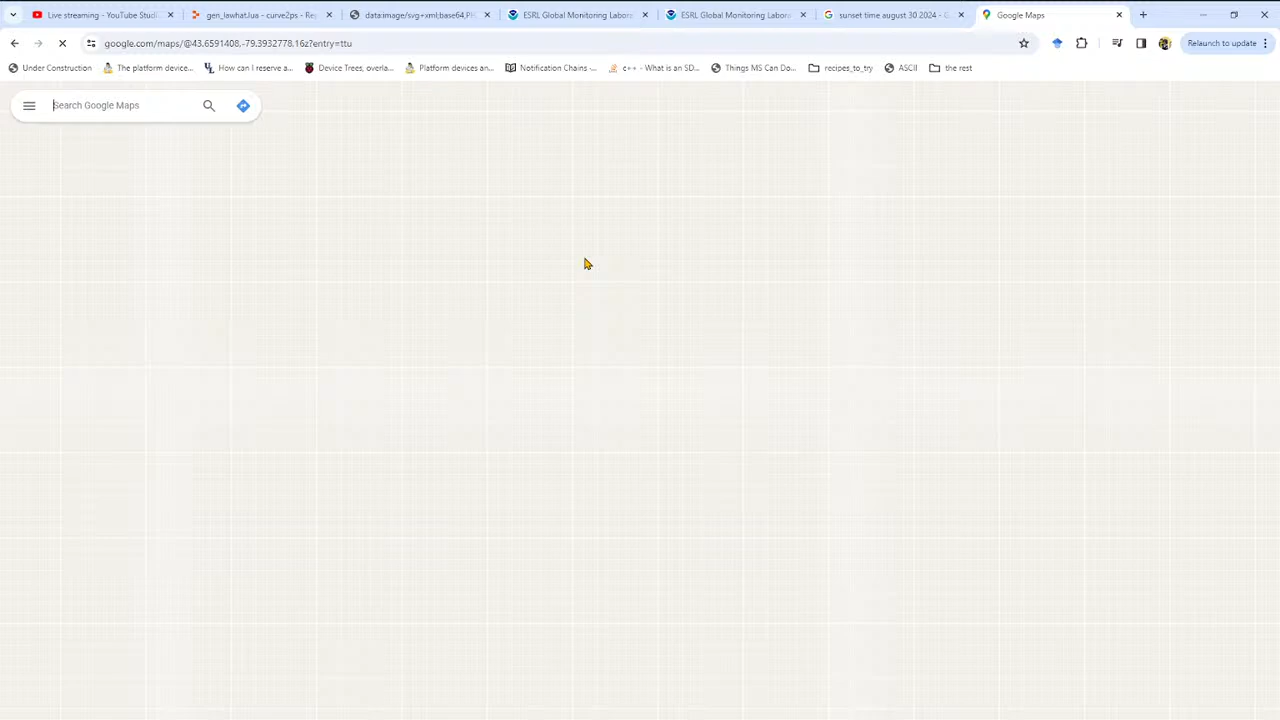 Live streaming - YouTube Studi...
gen_lawhat.lua - curve2ps - Re
data:image/svg+xml;base64,PH
ESRL Global Monitoring Laborato
ESRL Global Monitoring Laborato
sunset time august 30 2024 - G
Google Maps
google.com/maps/@43.6591408,-79.3932778,16z?entry=ttu
Relaunch to update
Under Construction
The platform device...
How can I reserve a...
Device Trees, overla...
Platform devices an...
Notification Chains -...
c++ - What is an SD...
Things MS Can Do...
recipes_to_try
ASCII
the rest
Search Google Maps